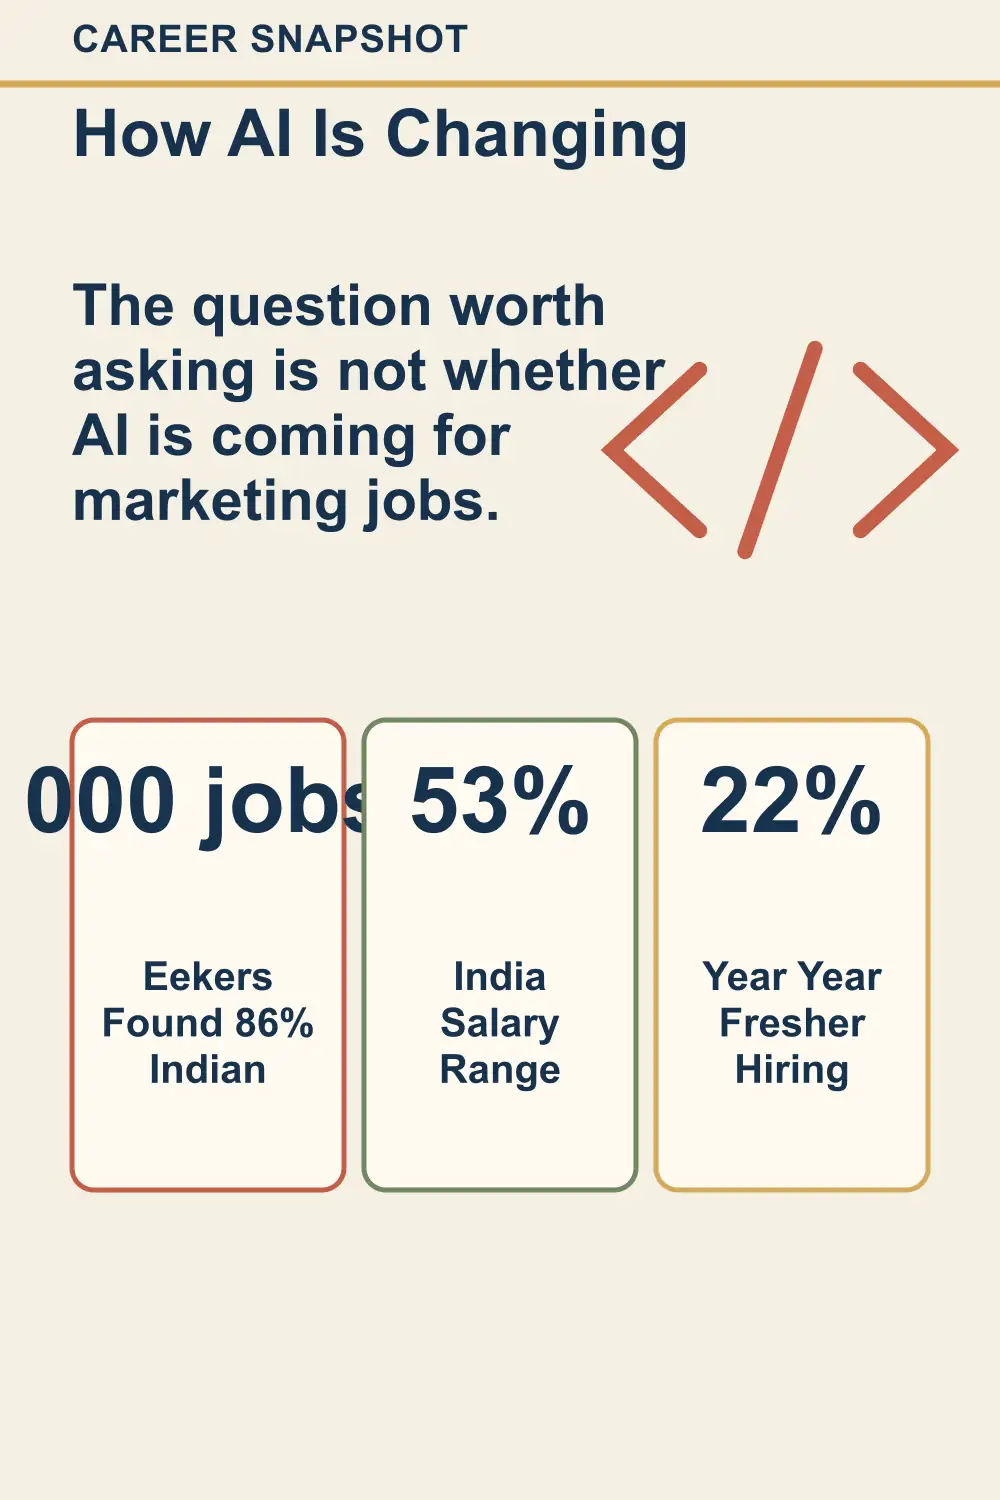 CAREER SNAPSHOT
How AI Is Changing
The question worth
asking is not whether
AI is coming for
marketing jobs.
000 jobs
53%
22%
Eekers
Found 86%
Indian
India
Salary
Range
Year Year
Fresher
Hiring